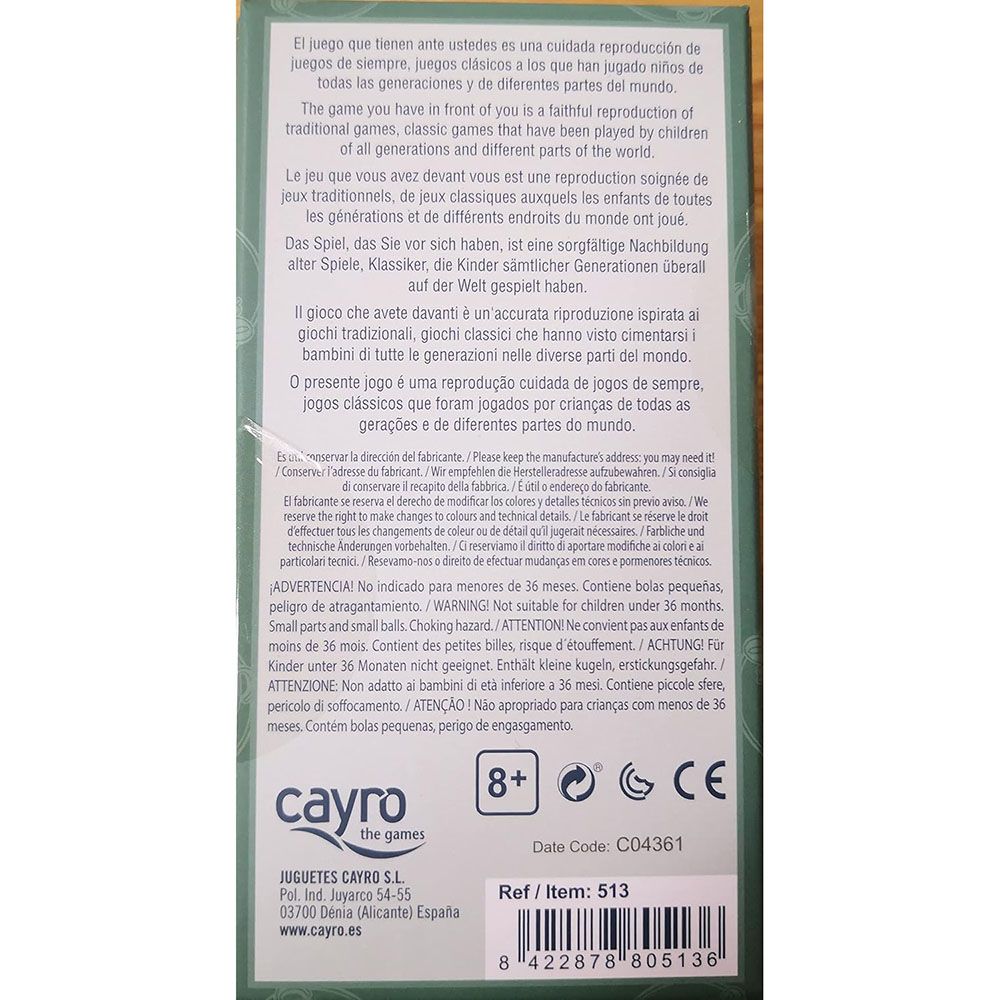 El juego que tienen ante ustedes es una cuidada reproducción de
juegos de siempre, juegos clásicos a los que han jugado niños de
todas las generaciones y de diferentes partes del mundo.
The game you have in front of you is a faithful reproduction of
traditional games, classic games that have been played by children
of all generations and different parts of the world.
Le jeu que vous avez devant vous est une reproduction soignée de
jeux traditionnels, de jeux classiques auxquels les enfants de toutes
les générations et de différents endroits du monde ont joué.
Das Spiel, das Sie vor sich haben, ist eine sorgfältige Nachbildung
alter Spiele, Klassiker, die Kinder sämtlicher Generationen überall
auf der Welt gespielt haben.
Il gioco che avete davanti è un'accurata riproduzione ispirata ai
giochi tradizionali, giochi classici che hanno visto cimentarsi i
bambini di tutte le generazioni nelle diverse parti del mondo.
O presente jogo é uma reprodução cuidada de jogos de sempre,
jogos clássicos que foram jogados por crianças de todas as
gerações e de diferentes partes do mundo.
Es útil conservar la dirección del fabricante. / Please keep the manufacture's address: you may need it!
/ Conserver l'adresse du fabricant. / Wir empfehlen die Herstelleradresse aufzubewahren. / Si consiglia
di conservare il recapito della fabbrica. / É útil o endereço do fabricante.
El fabricante se reserva el derecho de modificar los colores y detalles técnicos sin previo aviso. / We
reserve the right to make changes to colours and technical details. / Le fabricant se réserve le droit
d'effectuer tous les changements de coleur ou de détail qu'il jugerait nécessaires. / Farbliche und
technische Änderungen vorbehalten. / Ci reserviamo il diritto di aportare modifiche ai colori e ai
particolari tecnici. / Resevamo-nos o direito de efectuar mudanças em cores e pormenores técnicos.
¡ADVERTENCIA! No indicado para menores de 36 meses. Contiene bolas pequeñas,
peligro de atragantamiento. / WARNING! Not suitable for children under 36 months.
Small parts and small balls. Choking hazard. / ATTENTION! Ne convient pas aux enfants de
moins de 36 mois. Contient des petites billes, risque d´étouffement. / ACHTUNG! Für
Kinder unter 36 Monaten nicht geeignet. Enthält kleine kugeln, erstickungsgefahr. /
ATTENZIONE: Non adatto ai bambini di età inferiore a 36 mesi. Contiene piccole sfere,
pericolo di soffocamento. / ATENÇÃO ! Não apropriado para crianças com menos de 36
meses. Contém bolas pequenas, perigo de engasgamento.
8+ ® CE
cayro
the games
Date Code: C04361
JUGUETES CAYRO S.L.
Pol. Ind. Juyarco 54-55
03700 Dénia (Alicante) España
www.cayro.es
Ref / Item: 513
8 422878 805136